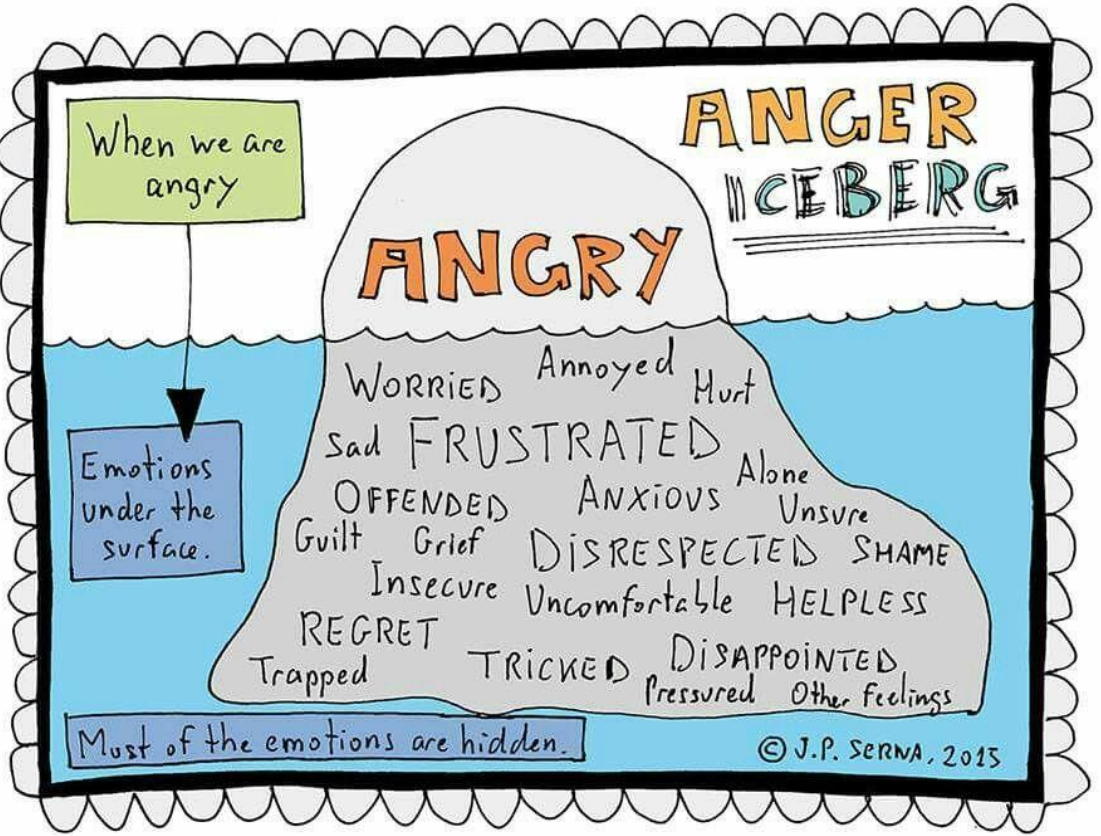 ANGER
ICEBERG
When we are
angry
ANGRY
WORRIED Annoyed Hurt
Sad FRUSTRATED
Alone
OFFENDED ANXIOUS Unsure
Guilt Grief DISRESPECTED SHAME
Insecure Uncomfortable HELPLESS
REGRET
Trapped TRICKED DISAPPOINTED
Pressured Other feelings
Emotions
under the
surface.
Most of the emotions are hidden.
© J.P. SERNA, 2015